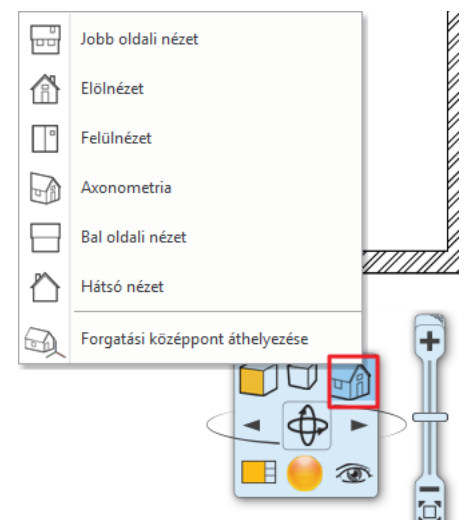 Jobb oldali nézet
Elölnézet
Felülnézet
Axonometria
Bal oldali nézet
Hátsó nézet
Forgatási középpont áthelyezése